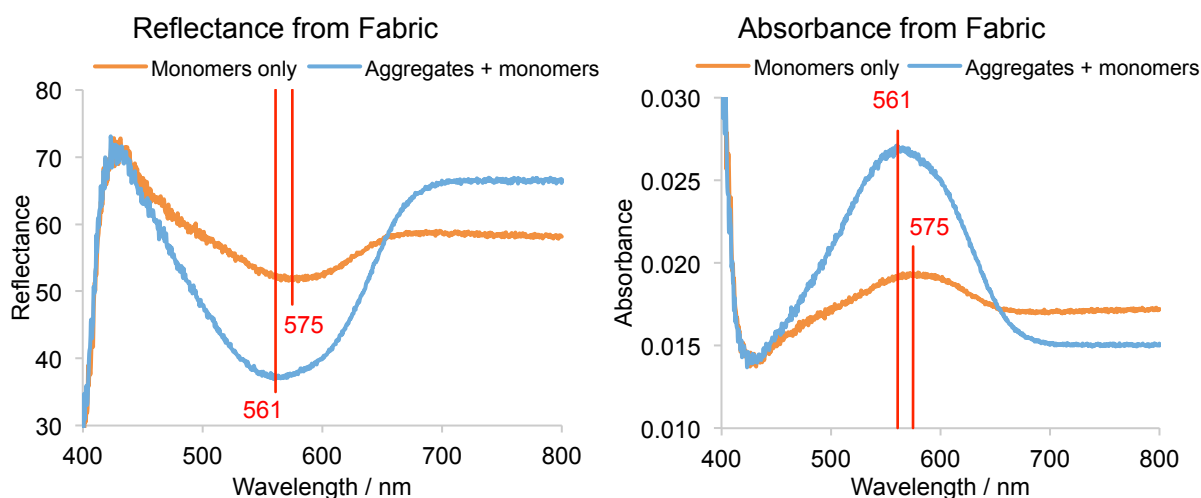 Reflectance from Fabric
Monomers only
Aggregates + monomers
80
70
60
50
40
30
Reflectance
575
561
400
500
600
700
800
Wavelength / nm
Absorbance from Fabric
Monomers only
Aggregates + monomers
0.030
0.025
0.020
0.015
0.010
Absorbance
561
575
400
500
600
700
800
Wavelength / nm